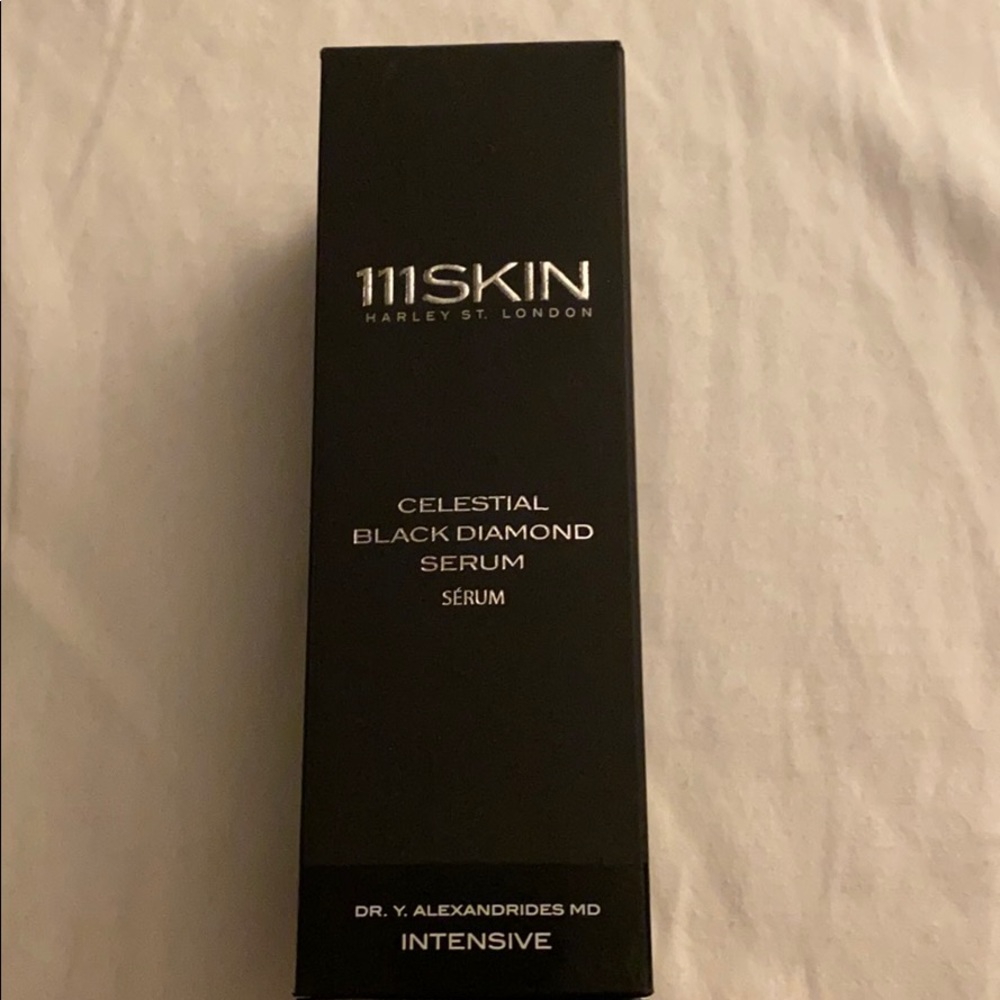 111SKIN
HARLEY ST. LONDON
CELESTIAL
BLACK DIAMOND
SERUM
SÉRUM
DR. Y. ALEXANDRIDES MD
INTENSIVE